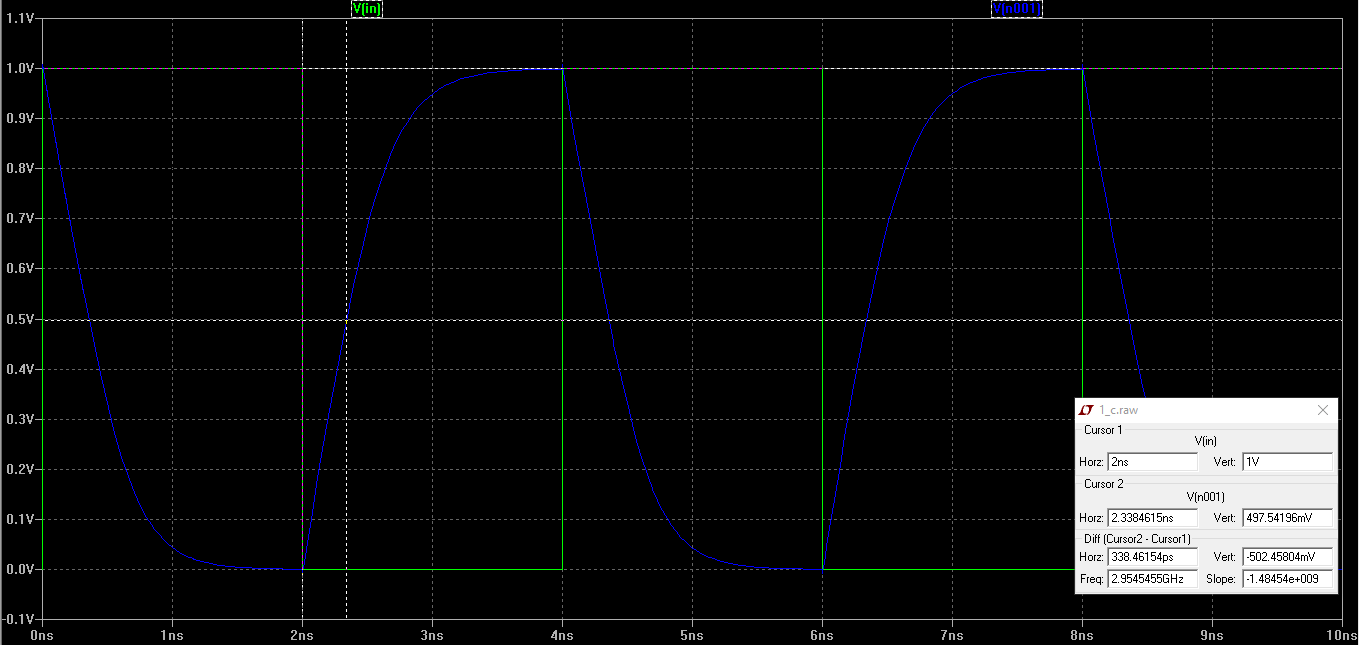 V(in) V(n001)
1.1V
1.0V
0.9V
0.8V
0.7V
0.6V
0.5V
0.4V
0.3V
0.2V
0.1V
0.0V
-0.1V
0ns 1ns 2ns 3ns 4ns 5ns 6ns 7ns 8ns 9ns 10ns
1_c.raw
Cursor 1
V(in)
Horz: 2ns Vert: 1V
Cursor 2
V(n001)
Horz: 2.3384615ns Vert: 497.54196mV
Diff (Cursor2 - Cursor1)
Horz: 338.46154ps Vert: -502.45804mV
Freq: 2.9545455GHz Slope: -1.48454e+009